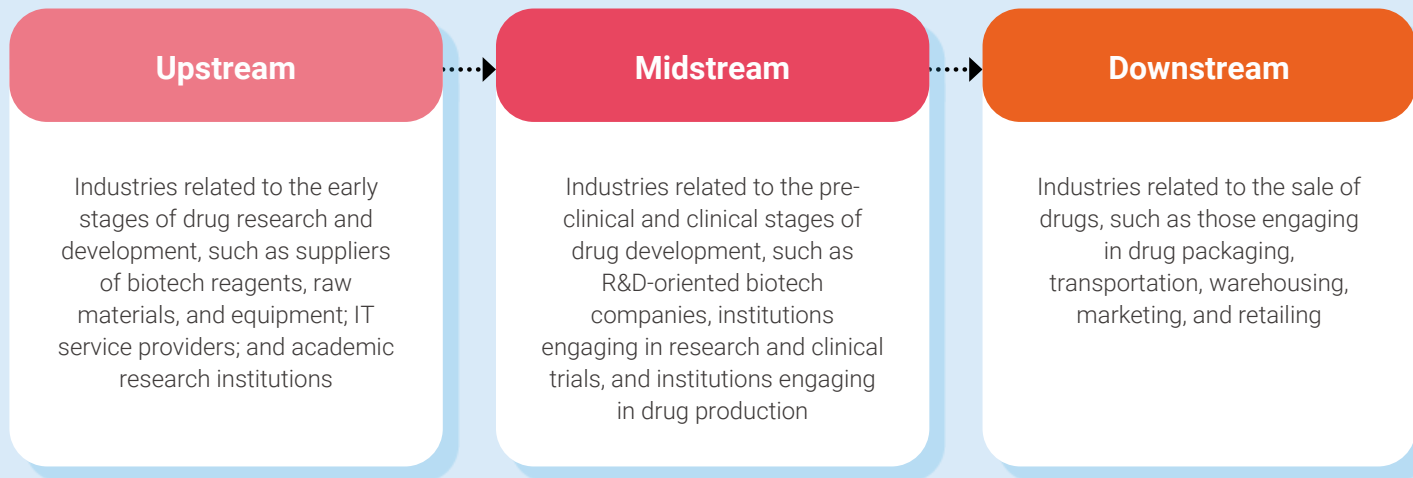 Upstream
Industries related to the early
stages of drug research and
development, such as suppliers
of biotech reagents, raw
materials, and equipment; IT
service providers; and academic
research institutions
Midstream
Industries related to the pre-
clinical and clinical stages of
drug development, such as
R&D-oriented biotech
companies, institutions
engaging in research and clinical
trials, and institutions engaging
in drug production
Downstream
Industries related to the sale of
drugs, such as those engaging
in drug packaging,
transportation, warehousing,
marketing, and retailing